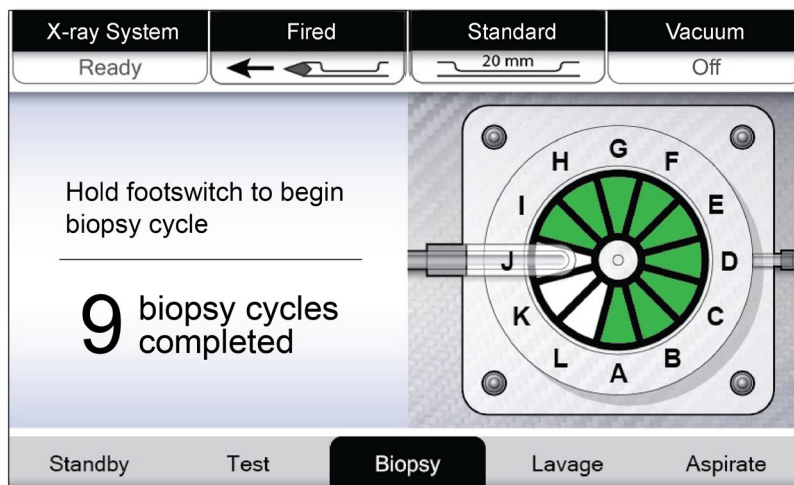 X-ray System
Ready
Fired
Standard
20 mm
Vacuum
Off
Hold footswitch to begin
biopsy cycle
9 biopsy cycles
completed
G
H F
I E
J D
K C
L B
A
Standby Test Biopsy Lavage Aspirate